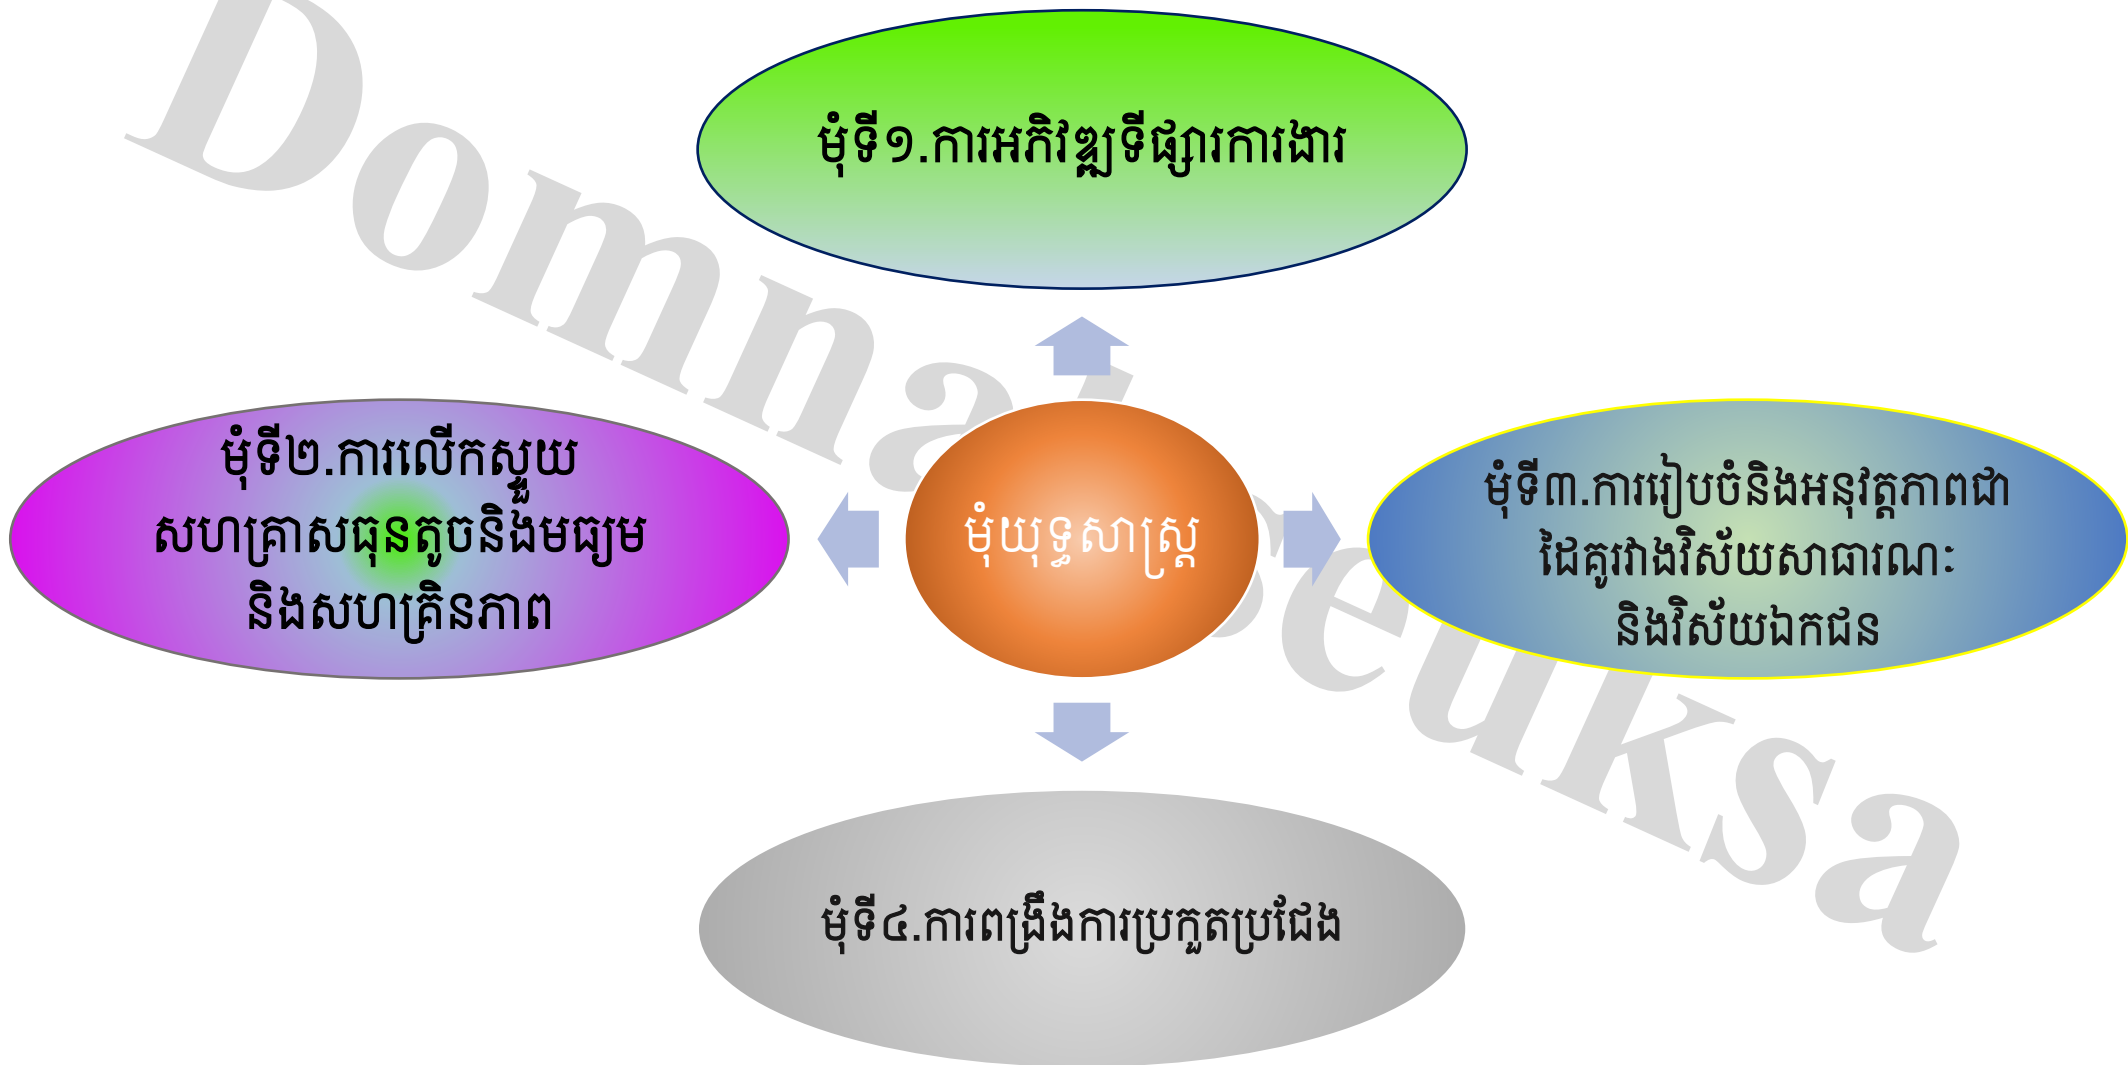 មុំទី១.ការអភិវឌ្ឍទីផ្សារការងារ
មុំទី២.ការលើកស្ទួយ
សហគ្រាសធុនតូចនិងមធ្យម
និងសហគ្រិនភាព
មុំយុទ្ធសាស្ត្រ
មុំទី៣.ការរៀបចំនិងអនុវត្តភាពជា
ដៃគូរវាងវិស័យសាធារណៈ
និងវិស័យឯកជន
មុំទី៤.ការពង្រឹងការប្រកួតប្រជែង